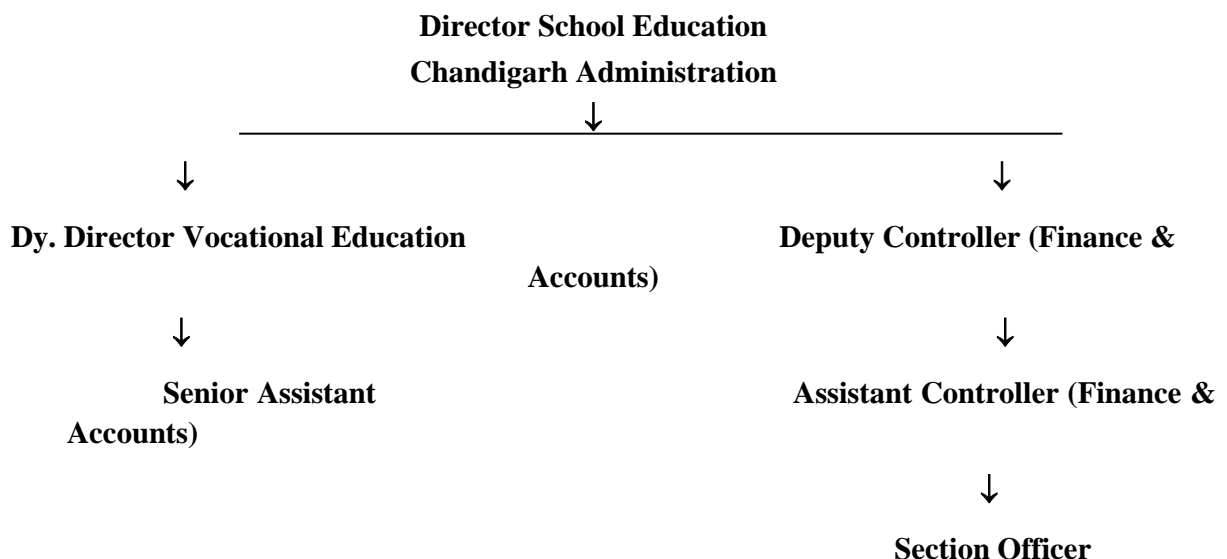 Director School Education
Chandigarh Administration
↓
↓ ↓
Dy. Director Vocational Education Deputy Controller (Finance &
Accounts)
↓ ↓
Senior Assistant Assistant Controller (Finance &
Accounts)
↓
Section Officer